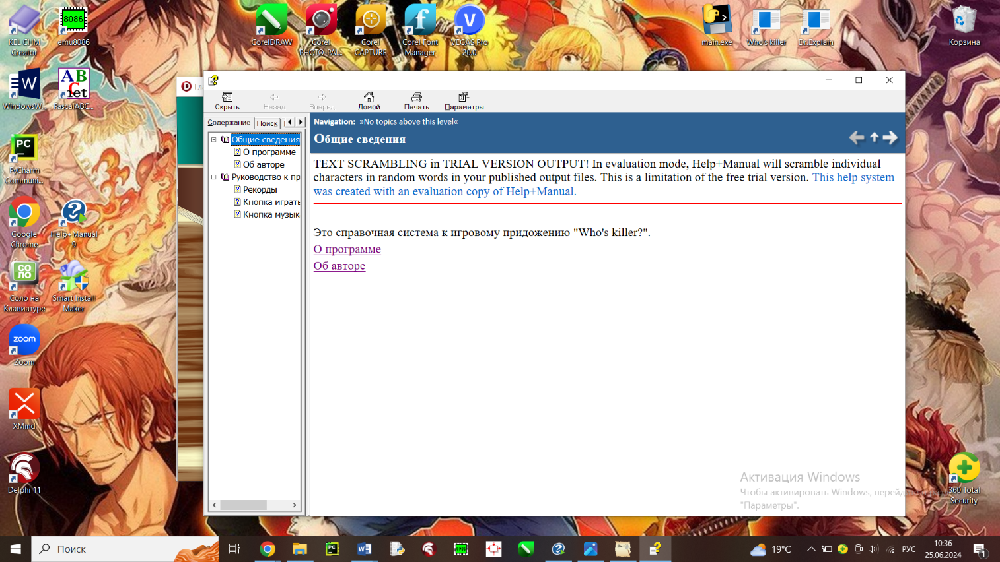 KEL CHM
Creator
emu8086
CorelDRAW
Corel
PHOTO-PAI...
Corel
CAPTURE
Corel Font
Manager
VEGAS Pro
20.0
main.exe
Who's killer
Dr.Explain
Корзина
WindowsW...
PascalABC...
PyCharm
Communi...
Google
Chrome
Help+Manual
9
Соло на
Клавиатуре
Smart Install
Maker
Zoom
XMind
Delphi 11
360 Total
Security
Скрыть
Назад
Вперед
Домой
Печать
Параметры
Содержание
Поиск
Общие сведения
О программе
Об авторе
Руководство к пр
Рекорды
Кнопка играть
Кнопка музык
Navigation: »No topics above this level«
Общие сведения
TEXT SCRAMBLING in TRIAL VERSION OUTPUT! In evaluation mode, Help+Manual will scramble individual
characters in random words in your published output files. This is a limitation of the free trial version. This help system
was created with an evaluation copy of Help+Manual.
Это справочная система к игровому придожению "Who's killer?".
О программе
Об авторе
Активация Windows
Чтобы активировать Windows, перейд
"Параметры".
Поиск
19°C
РУС
10:36
25.06.2024
1